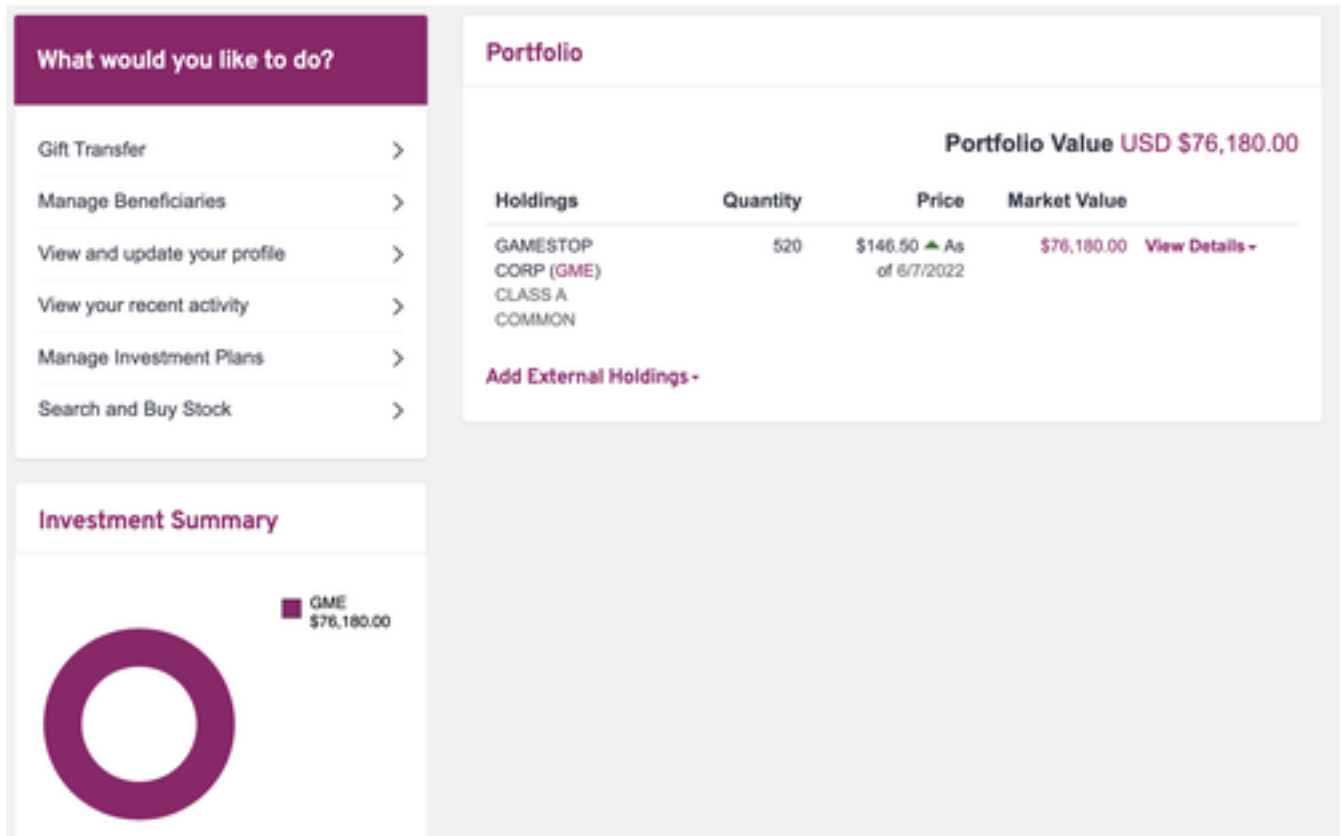 What would you like to do?
Gift Transfer
Manage Beneficiaries
View and update your profile
View your recent activity
Manage Investment Plans
Search and Buy Stock
Investment Summary
GME
$76,180.00
Portfolio
Portfolio Value USD $76,180.00
Holdings Quantity Price Market Value
GAMESTOP 520 $146.50 As $76,180.00 View Details
CORP (GME) of 6/7/2022
CLASS A
COMMON
Add External Holdings